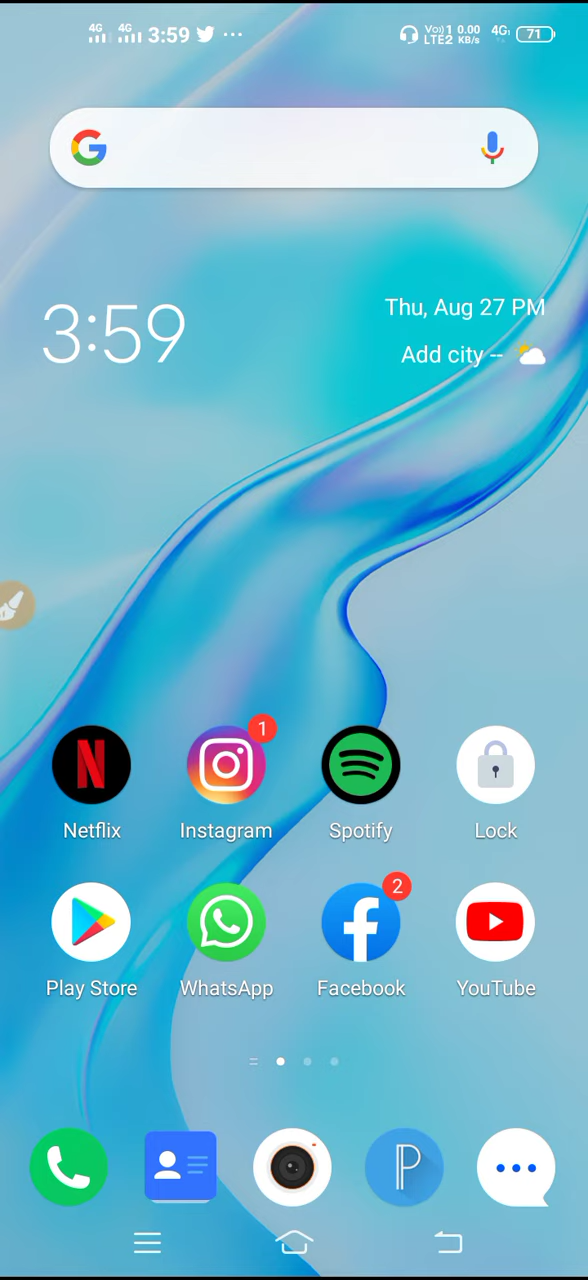 4G 4G 3:59 ... Vo))1 LTE2 0.00 KB/s 4G 71
G
3:59
Thu, Aug 27 PM
Add city --
N 1
Netflix Instagram Spotify Lock
f 2
Play Store WhatsApp Facebook YouTube
P